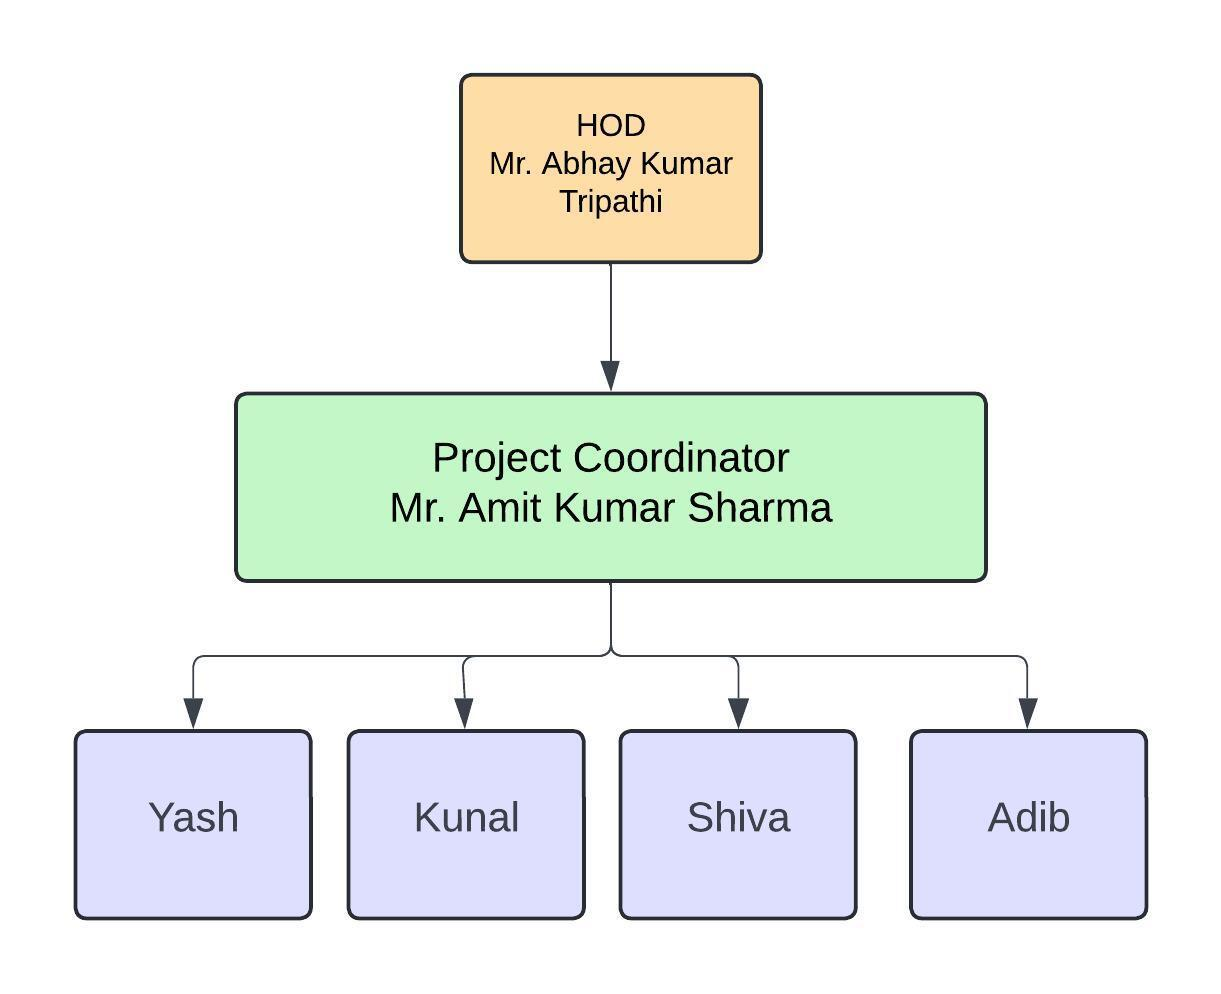 HOD
Mr. Abhay Kumar
Tripathi
Project Coordinator
Mr. Amit Kumar Sharma
Yash
Kunal
Shiva
Adib